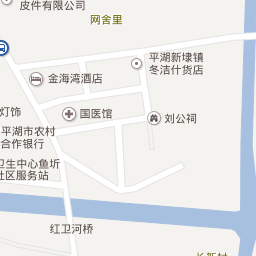 皮件有限公司
网舍里
平湖新埭镇
冬洁什货店
金海湾酒店
灯饰
国医馆
刘公祠
平湖市农村
合作银行
卫生中心鱼圻
社区服务站
红卫河桥